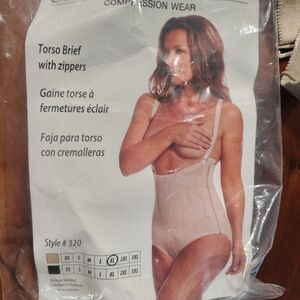 COMPRESSION WEAR
Torso Brief
with zippers
Gaine torse à
fermetures éclair
Faja para torso
con cremalleras
Style # 320
XS S M L XL 2XL 3XL
XS S M L XL 2XL 3XL